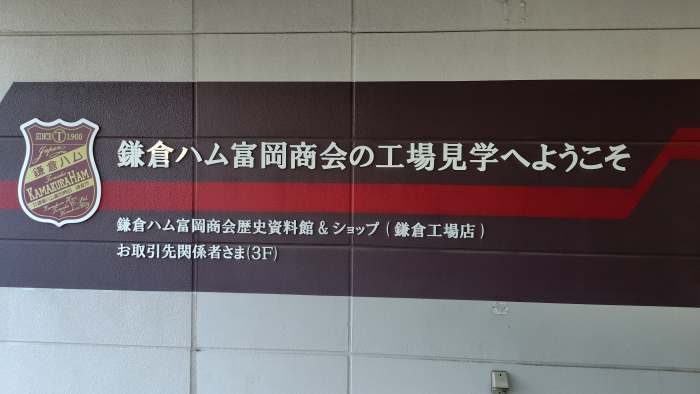 SINCE 1900
Japan
鎌倉ハム
KAMAKURAHAM
鎌倉ハム富岡商会の工場見学へようこそ
鎌倉ハム富岡商会歴史資料館＆ショップ（鎌倉工場店）
お取引先関係者さま(3F)